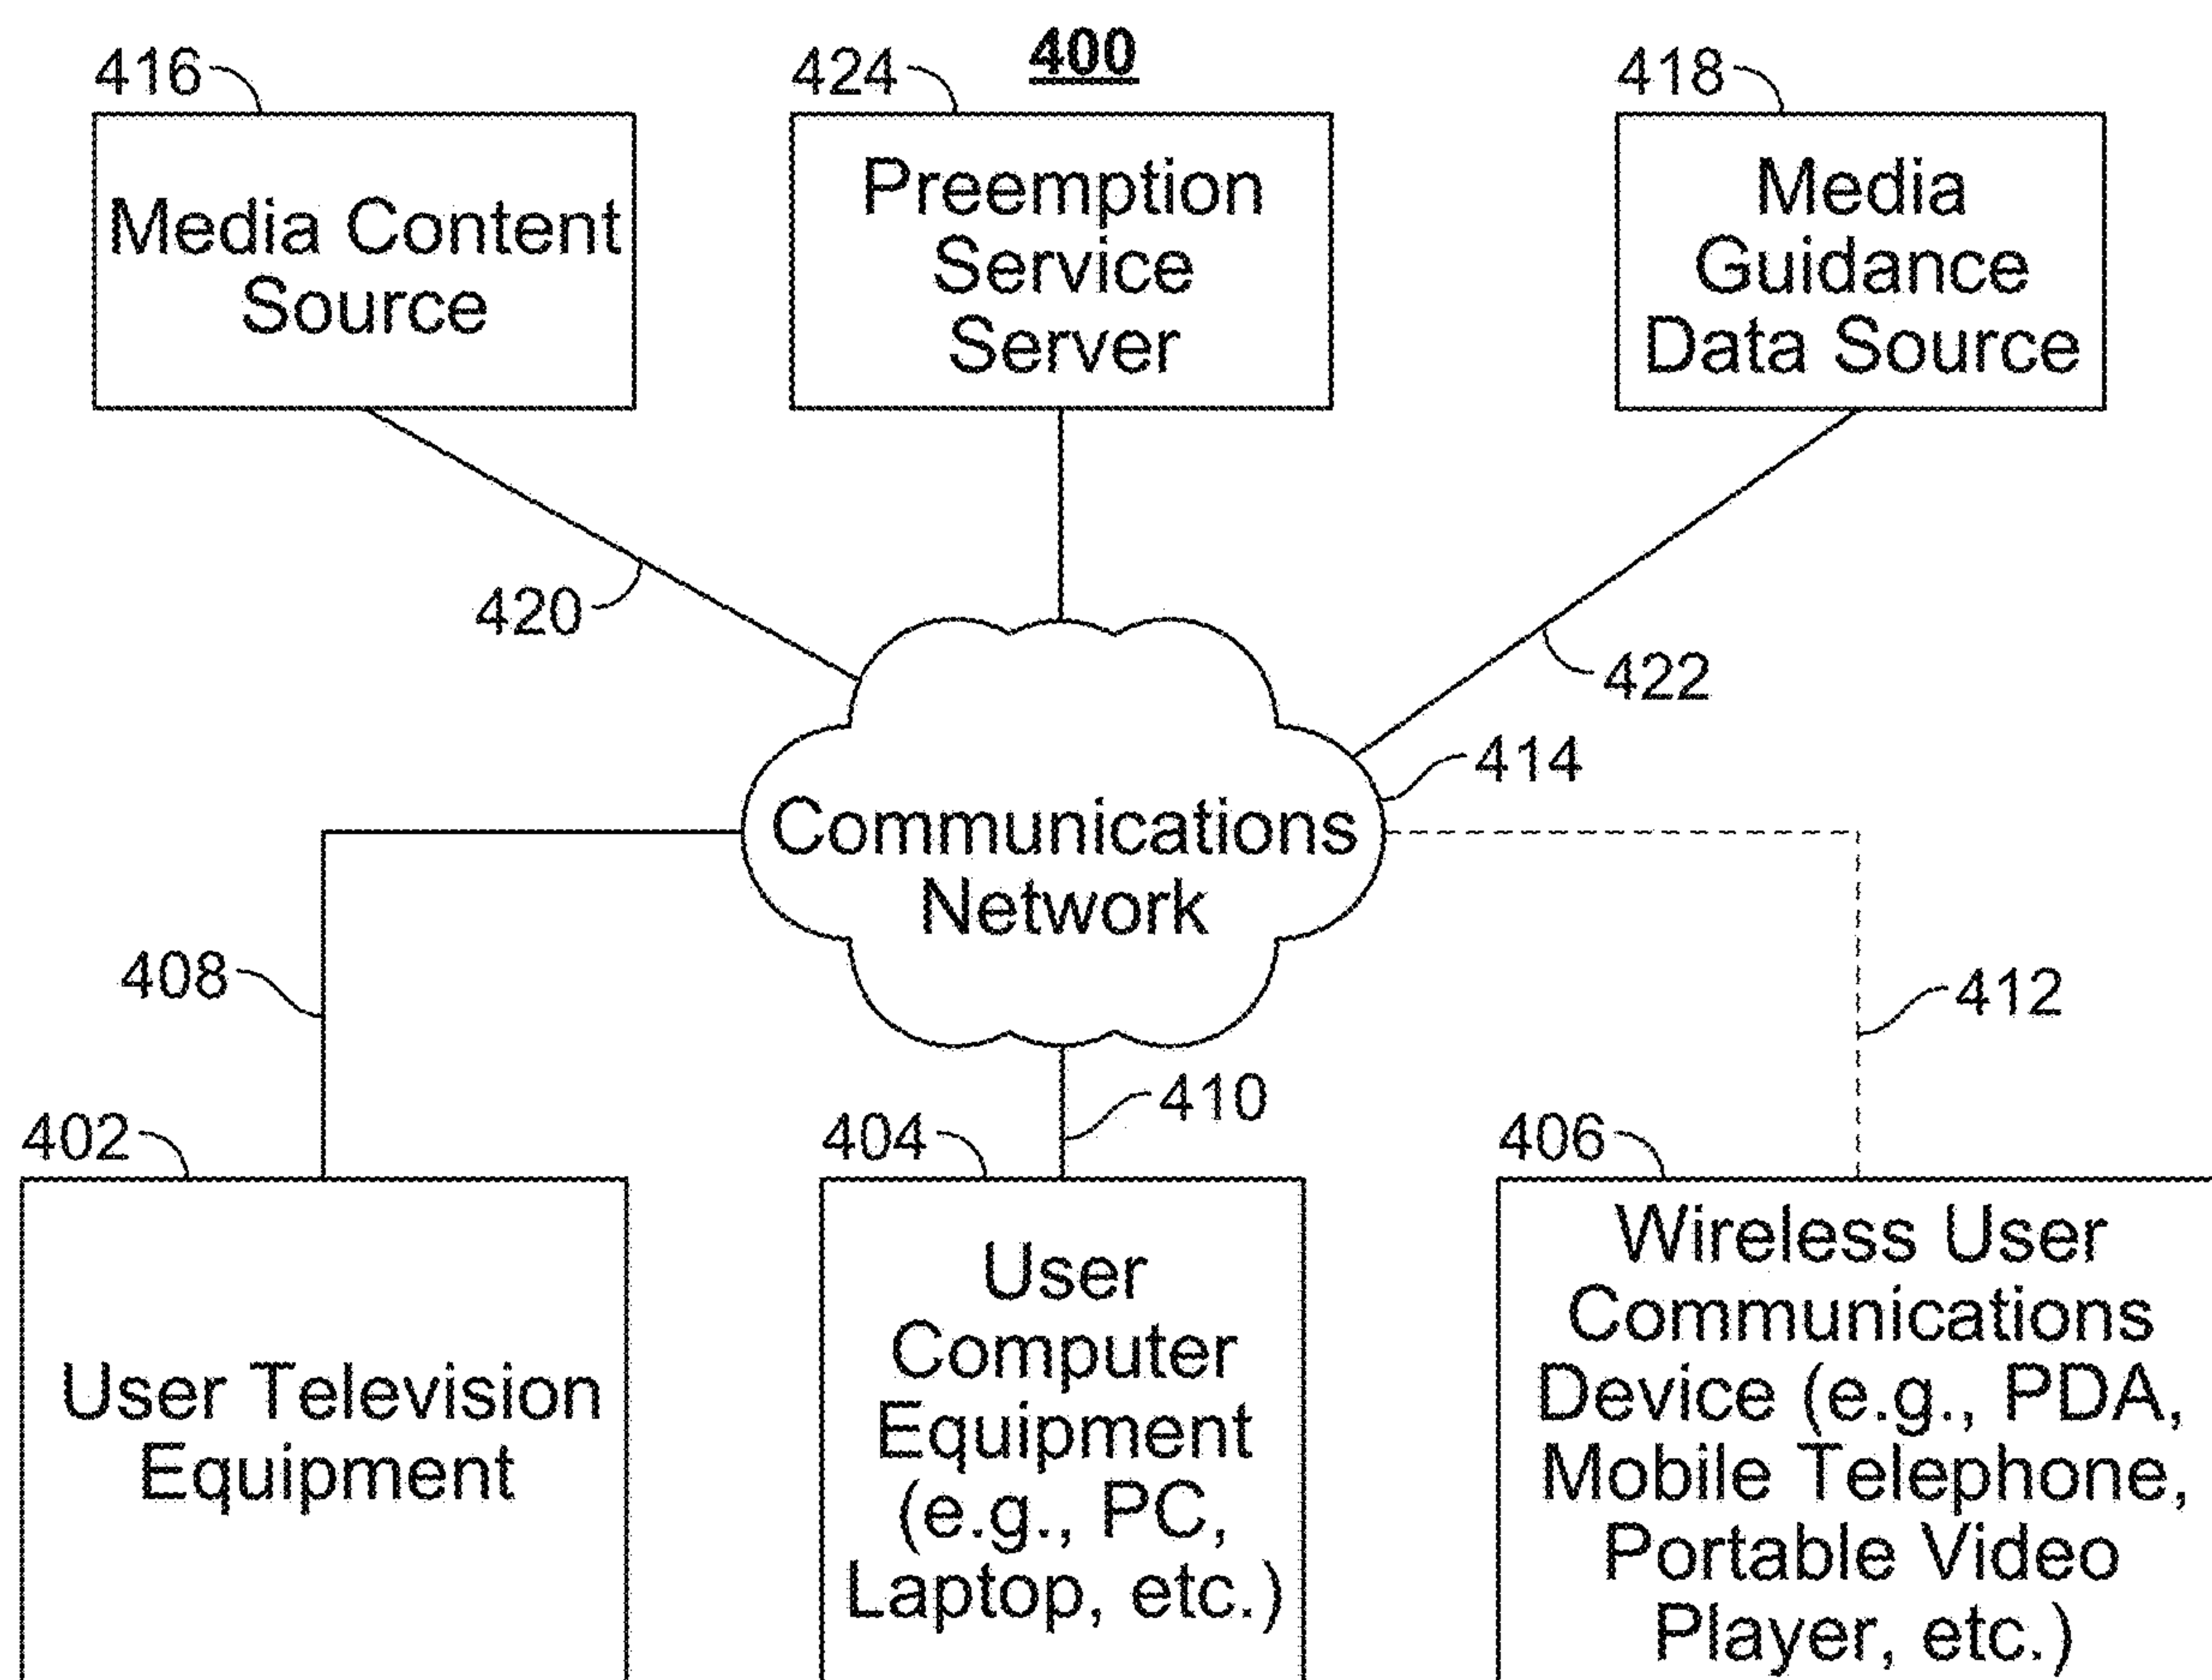 400
416
424
418
Media Content
Source
Preemption
Service
Server
Media
Guidance
Data Source
420
422
414
Communications
Network
408
412
410
402
404
406
User Television
Equipment
User
Computer
Equipment
(e.g., PC,
Laptop, etc.)
Wireless User
Communications
Device (e.g., PDA,
Mobile Telephone,
Portable Video
Player, etc.)